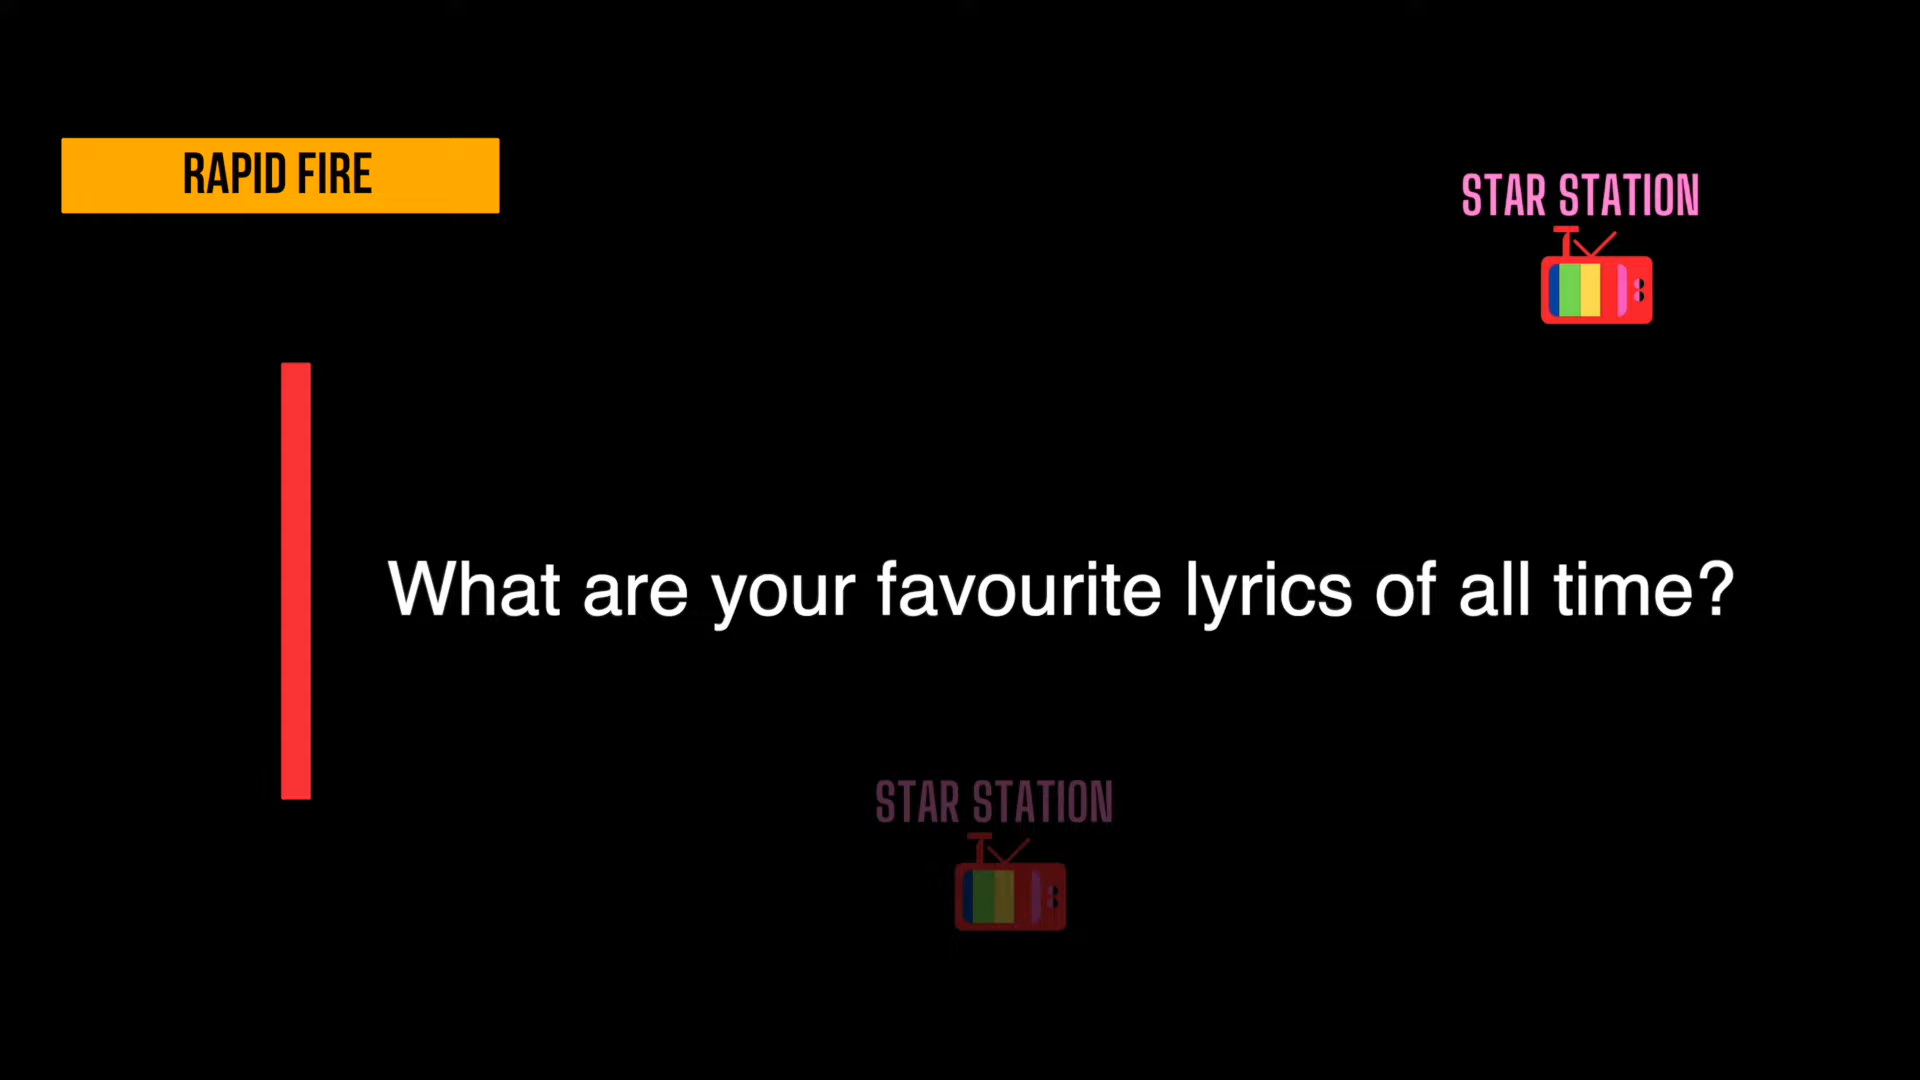 RAPID FIRE
STAR STATION
What are your favourite lyrics of all time?
STAR STATION